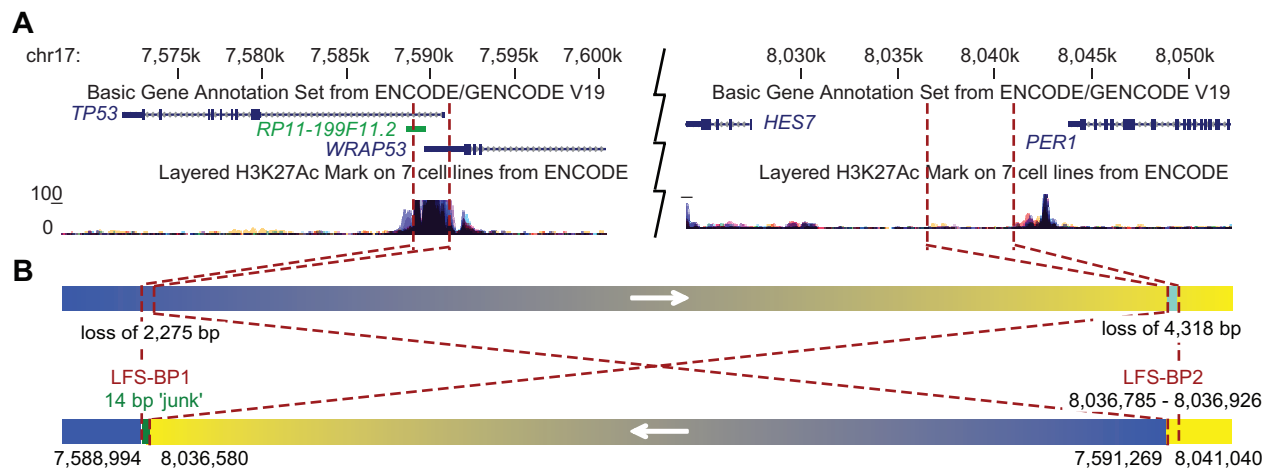 A
chr17: 7,575k 7,580k 7,585k 7,590k 7,595k 7,600k 8,030k 8,035k 8,040k 8,045k 8,050k
Basic Gene Annotation Set from ENCODE/GENCODE V19 Basic Gene Annotation Set from ENCODE/GENCODE V19
TP53
RP11-199F11.2 HES7
WRAP53 PER1
Layered H3K27Ac Mark on 7 cell lines from ENCODE Layered H3K27Ac Mark on 7 cell lines from ENCODE
100
0
B
loss of 2,275 bp loss of 4,318 bp
LFS-BP1 LFS-BP2
14 bp 'junk' 8,036,785 - 8,036,926
7,588,994 8,036,580 7,591,269 8,041,040